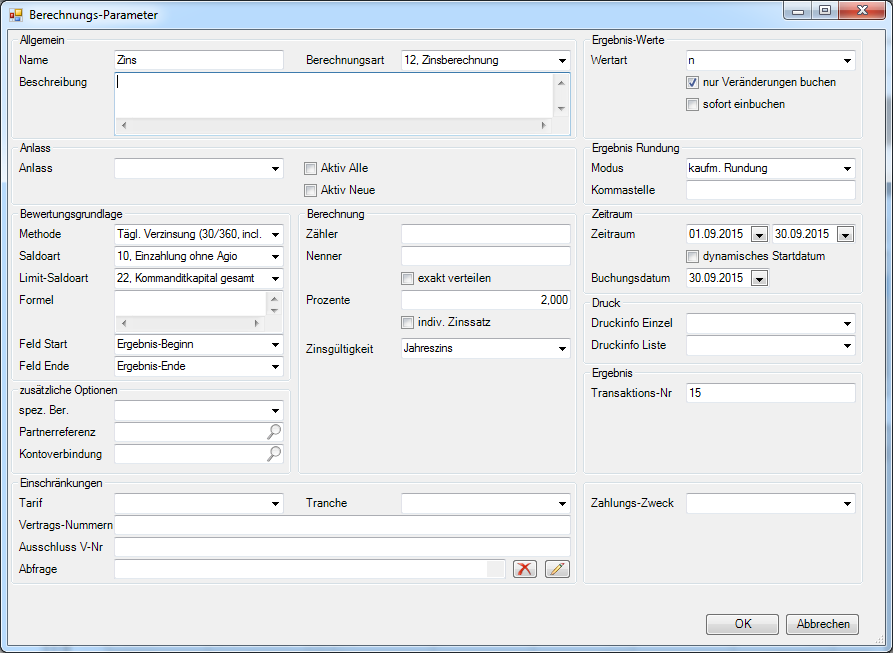 Berechnungs-Parameter
Allgemein
Name Zins Berechnungsart 12, Zinsberechnung
Beschreibung
Ergebnis-Werte
Wertart n
nur Veränderungen buchen
sofort einbuchen
Anlass
Anlass Aktiv Alle
Aktiv Neue
Ergebnis Rundung
Modus kaufm. Rundung
Kommastelle
Bewertungsgrundlage
Methode Tägl. Verzinsung (30/360, incl.
Saldoart 10, Einzahlung ohne Agio
Limit-Saldoart 22, Kommanditkapital gesamt
Formel
Feld Start Ergebnis-Beginn
Feld Ende Ergebnis-Ende
Berechnung
Zähler
Nenner
exakt verteilen
Prozente 2,000
indiv. Zinssatz
Zinsgültigkeit Jahreszins
Zeitraum
Zeitraum 01.09.2015 30.09.2015
dynamisches Startdatum
Buchungsdatum 30.09.2015
Druck
Druckinfo Einzel
Druckinfo Liste
Ergebnis
Transaktions-Nr 15
zusätzliche Optionen
spez. Ber.
Partnerreferenz
Kontoverbindung
Einschränkungen
Tarif Tranche
Vertrags-Nummern
Ausschluss V-Nr
Abfrage
Zahlungs-Zweck
OK Abbrechen